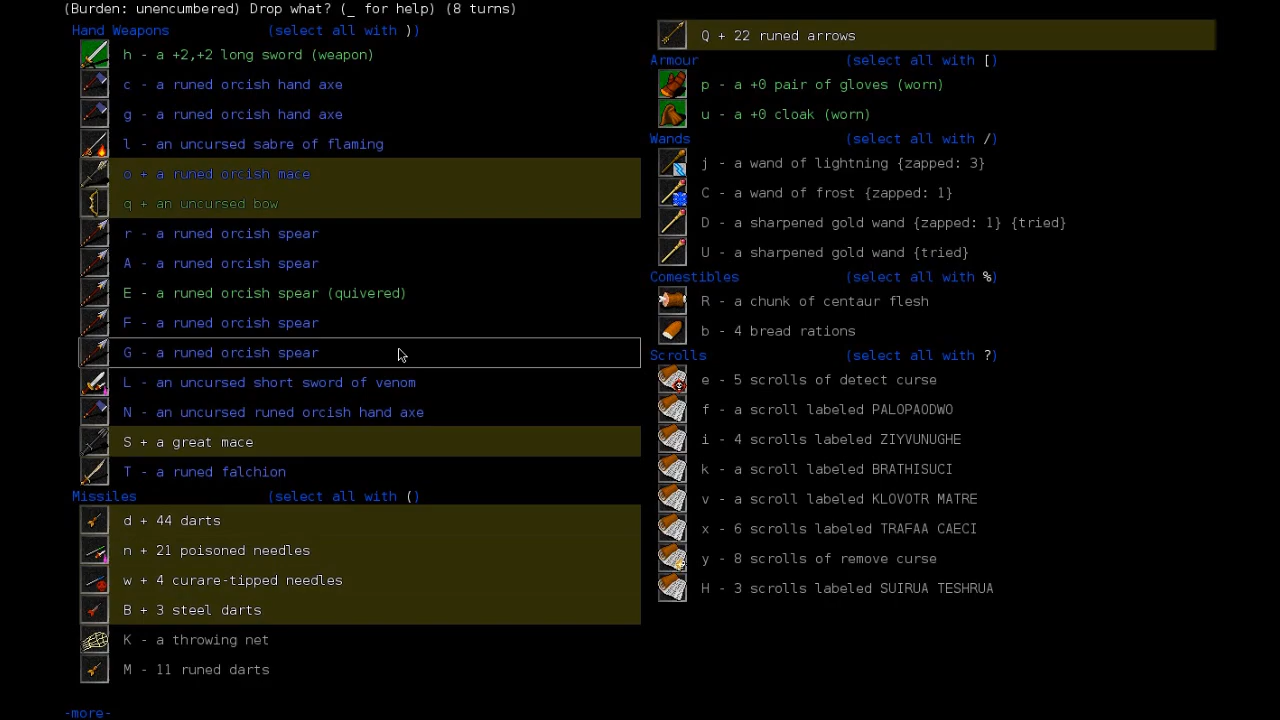 (Burden: unencumbered) Drop what? (_ for help) (8 turns)
Hand Weapons (select all with ))
h - a +2,+2 long sword (weapon)
c - a runed orcish hand axe
g - a runed orcish hand axe
l - an uncursed sabre of flaming
o + a runed orcish mace
q + an uncursed bow
r - a runed orcish spear
A - a runed orcish spear
E - a runed orcish spear (quivered)
F - a runed orcish spear
G - a runed orcish spear
L - an uncursed short sword of venom
N - an uncursed runed orcish hand axe
S + a great mace
T - a runed falchion
Missiles (select all with ()
d + 44 darts
n + 21 poisoned needles
w + 4 curare-tipped needles
B + 3 steel darts
K - a throwing net
M - 11 runed darts
Q + 22 runed arrows
Armour (select all with [)
p - a +0 pair of gloves (worn)
u - a +0 cloak (worn)
Wands (select all with /)
j - a wand of lightning {zapped: 3}
C - a wand of frost {zapped: 1}
D - a sharpened gold wand {zapped: 1} {tried}
U - a sharpened gold wand {tried}
Comestibles (select all with %)
R - a chunk of centaur flesh
b - 4 bread rations
Scrolls (select all with ?)
e - 5 scrolls of detect curse
f - a scroll labeled PALOPAODWO
i - 4 scrolls labeled ZIYVUNUGHE
k - a scroll labeled BRATHISUCI
v - a scroll labeled KLOVOTR MATRE
x - 6 scrolls labeled TRAFAA CAECI
y - 8 scrolls of remove curse
H - 3 scrolls labeled SUIRUA TESHRUA
-more-